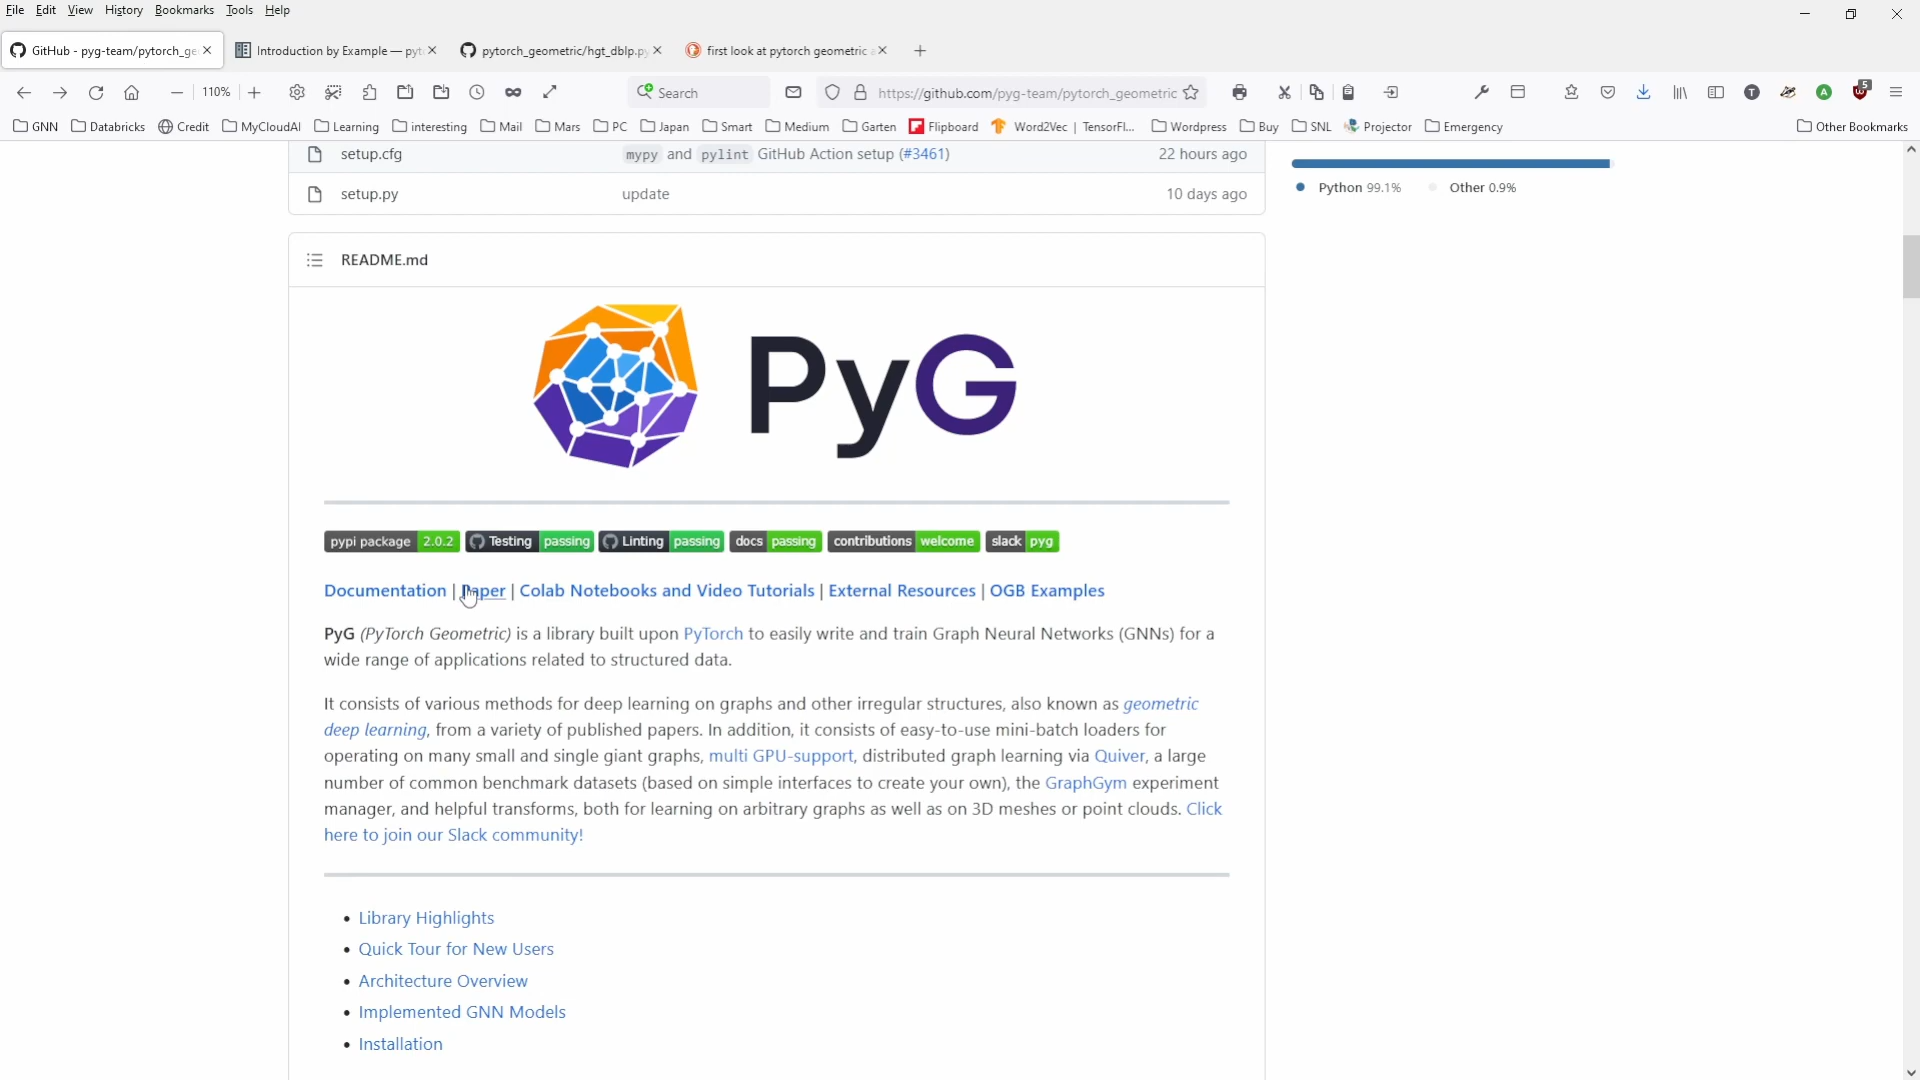 File Edit View History Bookmarks Tools Help
GitHub - pyg-team/pytorch_ge Introduction by Example — pyt pytorch_geometric/hgt_dblp.py first look at pytorch geometric a
110% Search https://github.com/pyg-team/pytorch_geometric T A 5
GNN Databricks Credit MyCloudAI Learning interesting Mail Mars PC Japan Smart Medium Garten Flipboard Word2Vec | TensorFl... Wordpress Buy SNL Projector Emergency Other Bookmarks
setup.cfg mypy and pylint GitHub Action setup (#3461) 22 hours ago
Python 99.1% Other 0.9%
setup.py update 10 days ago
README.md
PyG
pypi package 2.0.2 Testing passing Linting passing docs passing contributions welcome slack pyg
Documentation | Paper | Colab Notebooks and Video Tutorials | External Resources | OGB Examples
PyG (PyTorch Geometric) is a library built upon PyTorch to easily write and train Graph Neural Networks (GNNs) for a
wide range of applications related to structured data.
It consists of various methods for deep learning on graphs and other irregular structures, also known as geometric
deep learning, from a variety of published papers. In addition, it consists of easy-to-use mini-batch loaders for
operating on many small and single giant graphs, multi GPU-support, distributed graph learning via Quiver, a large
number of common benchmark datasets (based on simple interfaces to create your own), the GraphGym experiment
manager, and helpful transforms, both for learning on arbitrary graphs as well as on 3D meshes or point clouds. Click
here to join our Slack community!
• Library Highlights
• Quick Tour for New Users
• Architecture Overview
• Implemented GNN Models
• Installation